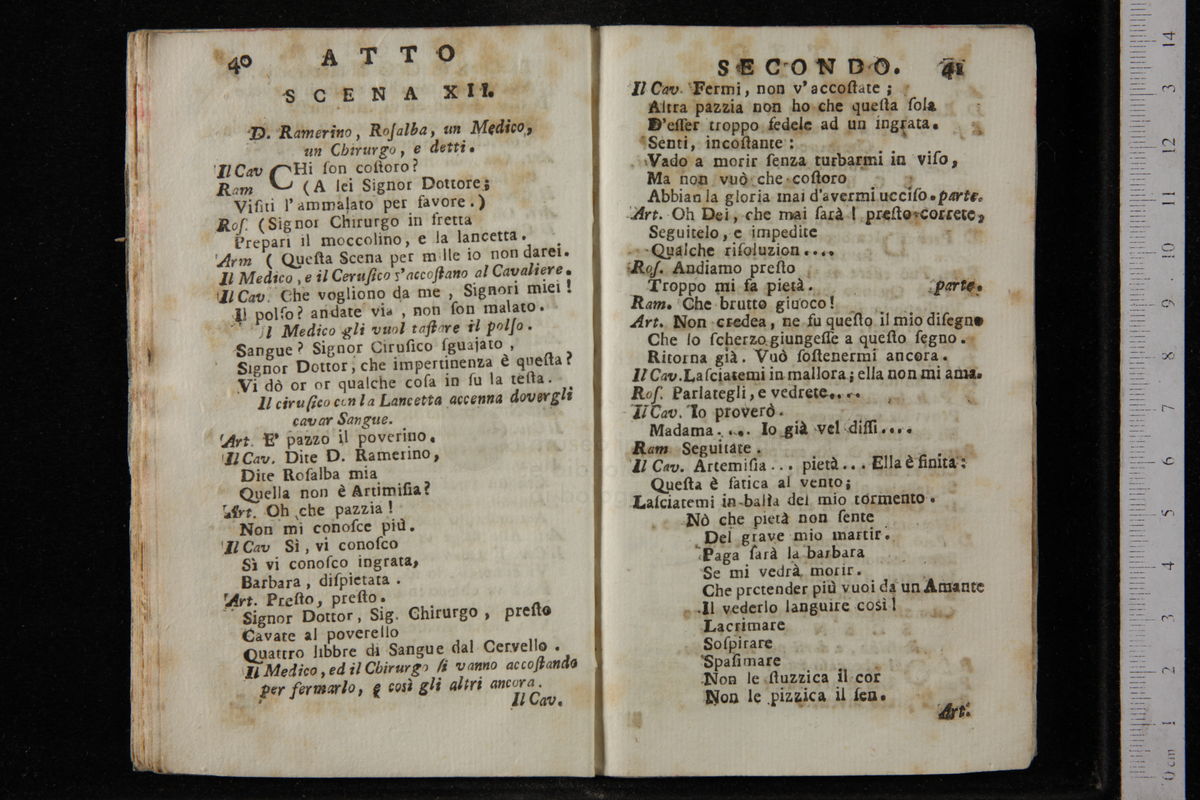 40 ATTO
SCENA XII.
D. Ramerino, Roſalba, un Medico,
un Chirurgo, e detti.
Il Cav CHi ſon coſtoro?
Ram (A lei Signor Dottore;
Viſiti l'ammalato per favore.)
Roſ. (Signor Chirurgo in fretta
Prepari il moccolino, e la lancetta.
Arm ( Queſta Scena per mille io non darei.
Il Medico, e il Ceruſico s'accoſtano al Cavaliere.
Il Cav. Che vogliono da me, Signori miei!
Il polſo? andate via, non ſon malato.
Il Medico gli vuol taſtare il polſo.
Sangue? Signor Ciruſico ſguajato,
Signor Dottor, che impertinenza è queſta?
Vi dò or or qualche coſa in ſu la teſta.
Il ciruſico con la Lancetta accenna dovergli
cavar Sangue.
Art. E' pazzo il poverino.
Il Cav. Dite D. Ramerino,
Dite Roſalba mia
Quella non è Artimiſia?
Art. Oh che pazzia!
Non mi conoſce più.
Il Cav Sì, vi conoſco
Sì vi conoſco ingrata,
Barbara, diſpietata.
Art. Preſto, preſto.
Signor Dottor, Sig. Chirurgo, preſto
Cavate al poverello
Quattro libbre di Sangue dal Cervello.
Il Medico, ed il Chirurgo ſi vanno accoſtando
per fermarlo, e così gli altri ancora.
Il Cav.
SECONDO. 41
Il Cav. Fermi, non v'accoſtate;
Altra pazzia non ho che queſta ſola
D'eſſer troppo fedele ad un ingrata.
Senti, incoſtante:
Vado a morir ſenza turbarmi in viſo,
Ma non vuò che coſtoro
Abbian la gloria mai d'avermi ucciſo. parte.
Art. Oh Dei, che mai ſarà! preſto correte,
Seguitelo, e impedite
Qualche riſoluzion....
Roſ. Andiamo preſto
Troppo mi fa pietà. parte.
Ram. Che brutto giuoco!
Art. Non credea, ne fu queſto il mio diſegno
Che lo ſcherzo giungeſſe a queſto ſegno.
Ritorna già. Vuò ſoſtenermi ancora.
Il Cav. Laſciatemi in mallora; ella non mi ama.
Roſ. Parlategli, e vedrete....
Il Cav. Io proverò.
Madama.... Io già vel diſſi....
Ram Seguitate.
Il Cav. Artemiſia... pietà... Ella è finita:
Queſta è fatica al vento;
Laſciatemi in balìa del mio tormento.
Nò che pietà non ſente
Del grave mio martir.
Paga ſarà la barbara
Se mi vedrà morir.
Che pretender più vuoi da un Amante
Il vederlo languire così!
Lacrimare
Soſpirare
Spaſimare
Non le ſtuzzica il cor
Non le pizzica il ſen.
Art.